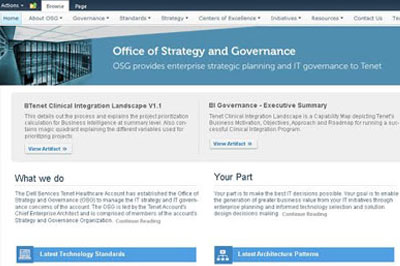 Actions Browse Page
Home About OSG Governance Standards Strategy Centers of Excellence Initiatives Resources Contact Us
Office of Strategy and Governance
OSG provides enterprise strategic planning and IT governance to Tenet
BTenet Clinical Integration Landscape V1.1
This details out the process and explains the project prioritization
calculation for Business Intelligence at summary level. Also con
tains magic quadrant explaining the different variables used for
prioritizing projects.
View Artifact »
BI Governance - Executive Summary
Tenet Clinical Integration Landscape is a Capability Map depicting Tenet's
Business Motivation, Objectives, Approach and Roadmap for running a suc-
cessful Clinical Integration Program.
View Artifact »
What we do
The Dell Services Tenet Healthcare Account has established the Office of
Strategy and Governance (OSG) to manage the IT strategy and IT gover-
nance concerns of the account. The OSG is led by the Tenet Account's
Chief Enterprise Architect and is comprised of members of the account's
Strategy and Governance Organization. Continue Reading
Your Part
Your part is to make the best IT decisions possible. Your goal is to enable
the generation of greater business value from your IT initiatives through
enterprise planning and informed technology selection and solution
design decisions making. Continue Reading
Latest Technology Standards
Latest Architecture Patterns